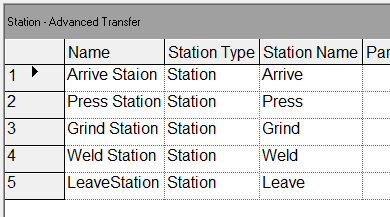 Station - Advanced Transfer
Name Station Type Station Name Par
1 Arrive Staion Station Arrive
2 Press Station Station Press
3 Grind Station Station Grind
4 Weld Station Station Weld
5 LeaveStation Station Leave